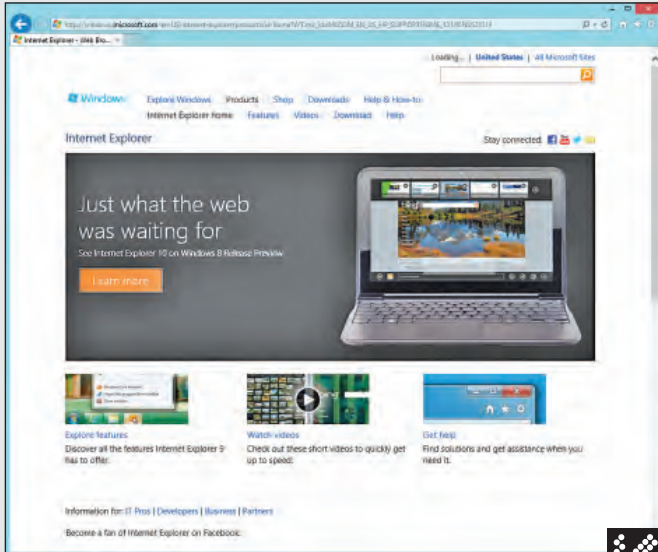 Internet Explorer - Web Bro...
Loading... | United States | All Microsoft Sites
Windows Explore Windows Products Shop Downloads Help & How-to
Internet Explorer home Features Videos Download Help
Internet Explorer Stay connected:
Just what the web
was waiting for
See Internet Explorer 10 on Windows 8 Release Preview
Learn more
Explore features Watch videos Get help
Discover all the features Internet Explorer 9 Check out these short videos to quickly get Find solutions and get assistance when you
has to offer. up to speed. need it.
Information for: IT Pros | Developers | Business | Partners
Become a fan of Internet Explorer on Facebook.